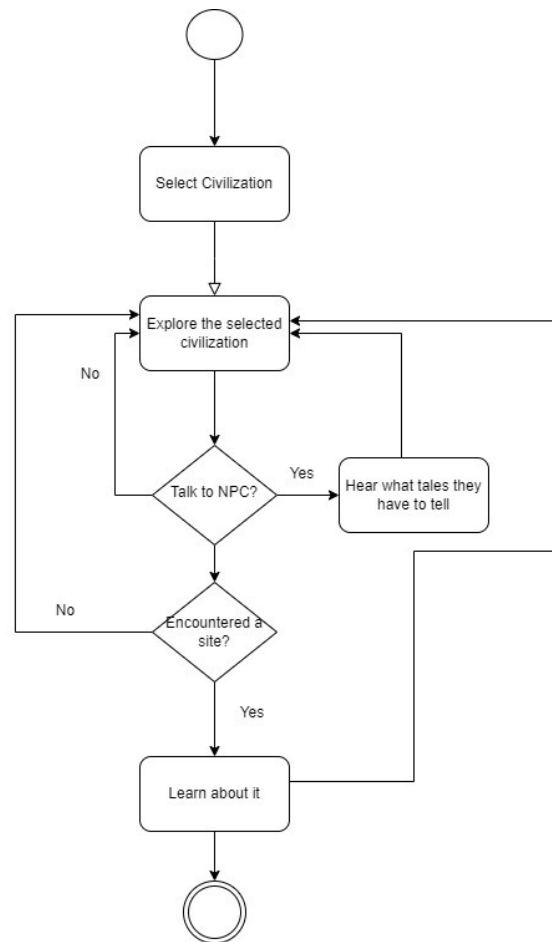 Select Civilization
Explore the selected
civilization
No
Talk to NPC?
Yes
Hear what tales they
have to tell
Encountered a
site?
No
Yes
Learn about it